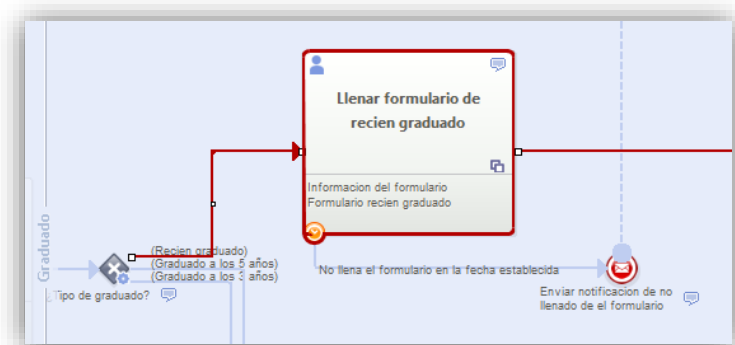 Llenar formulario de
recien graduado
Informacion del formulario
Formulario recien graduado
Graduado
(Recien graduado)
(Graduado a los 5 años)
(Graduado a los 3 años)
¿Tipo de graduado?
No llena el formulario en la fecha establecida
Enviar notificacion de no
llenado de el formulario